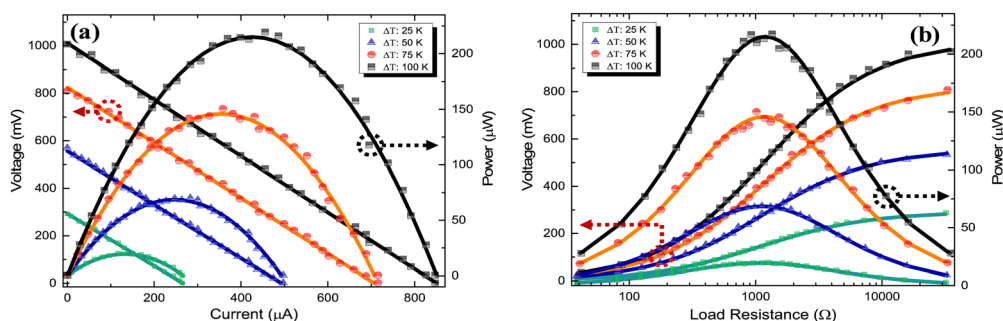 (a)
ΔT: 25 K
ΔT: 50 K
ΔT: 75 K
ΔT: 100 K
1000
800
600
400
200
0
Voltage (mV)
200
150
100
50
0
Power (µW)
0 200 400 600 800
Current (µA)
(b)
ΔT: 25 K
ΔT: 50 K
ΔT: 75 K
ΔT: 100 K
1000
800
600
400
200
0
Voltage (mV)
200
150
100
50
0
Power (µW)
100 1000 10000
Load Resistance (Ω)